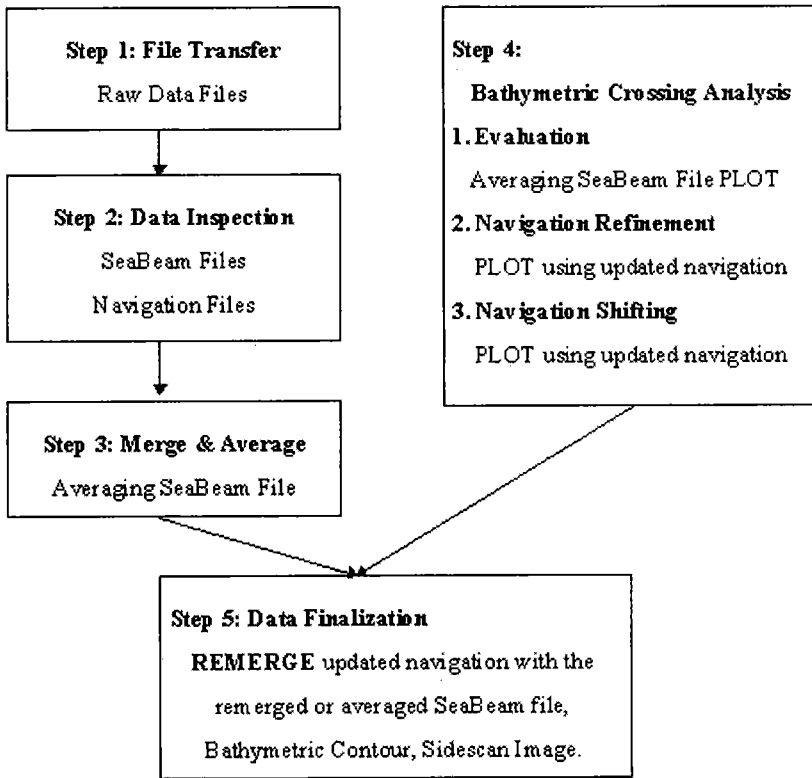 Step 1: File Transfer
Raw Data Files
Step 2: Data Inspection
SeaBeam Files
Navigation Files
Step 3: Merge & Average
Averaging SeaBeam File
Step 4:
Bathymetric Crossing Analysis
1. Evaluation
Averaging SeaBeam File PLOT
2. Navigation Refinement
PLOT using updated navigation
3. Navigation Shifting
PLOT using updated navigation
Step 5: Data Finalization
REMERGE updated navigation with the
remerged or averaged SeaBeam file,
Bathymetric Contour, Sidescan Image.